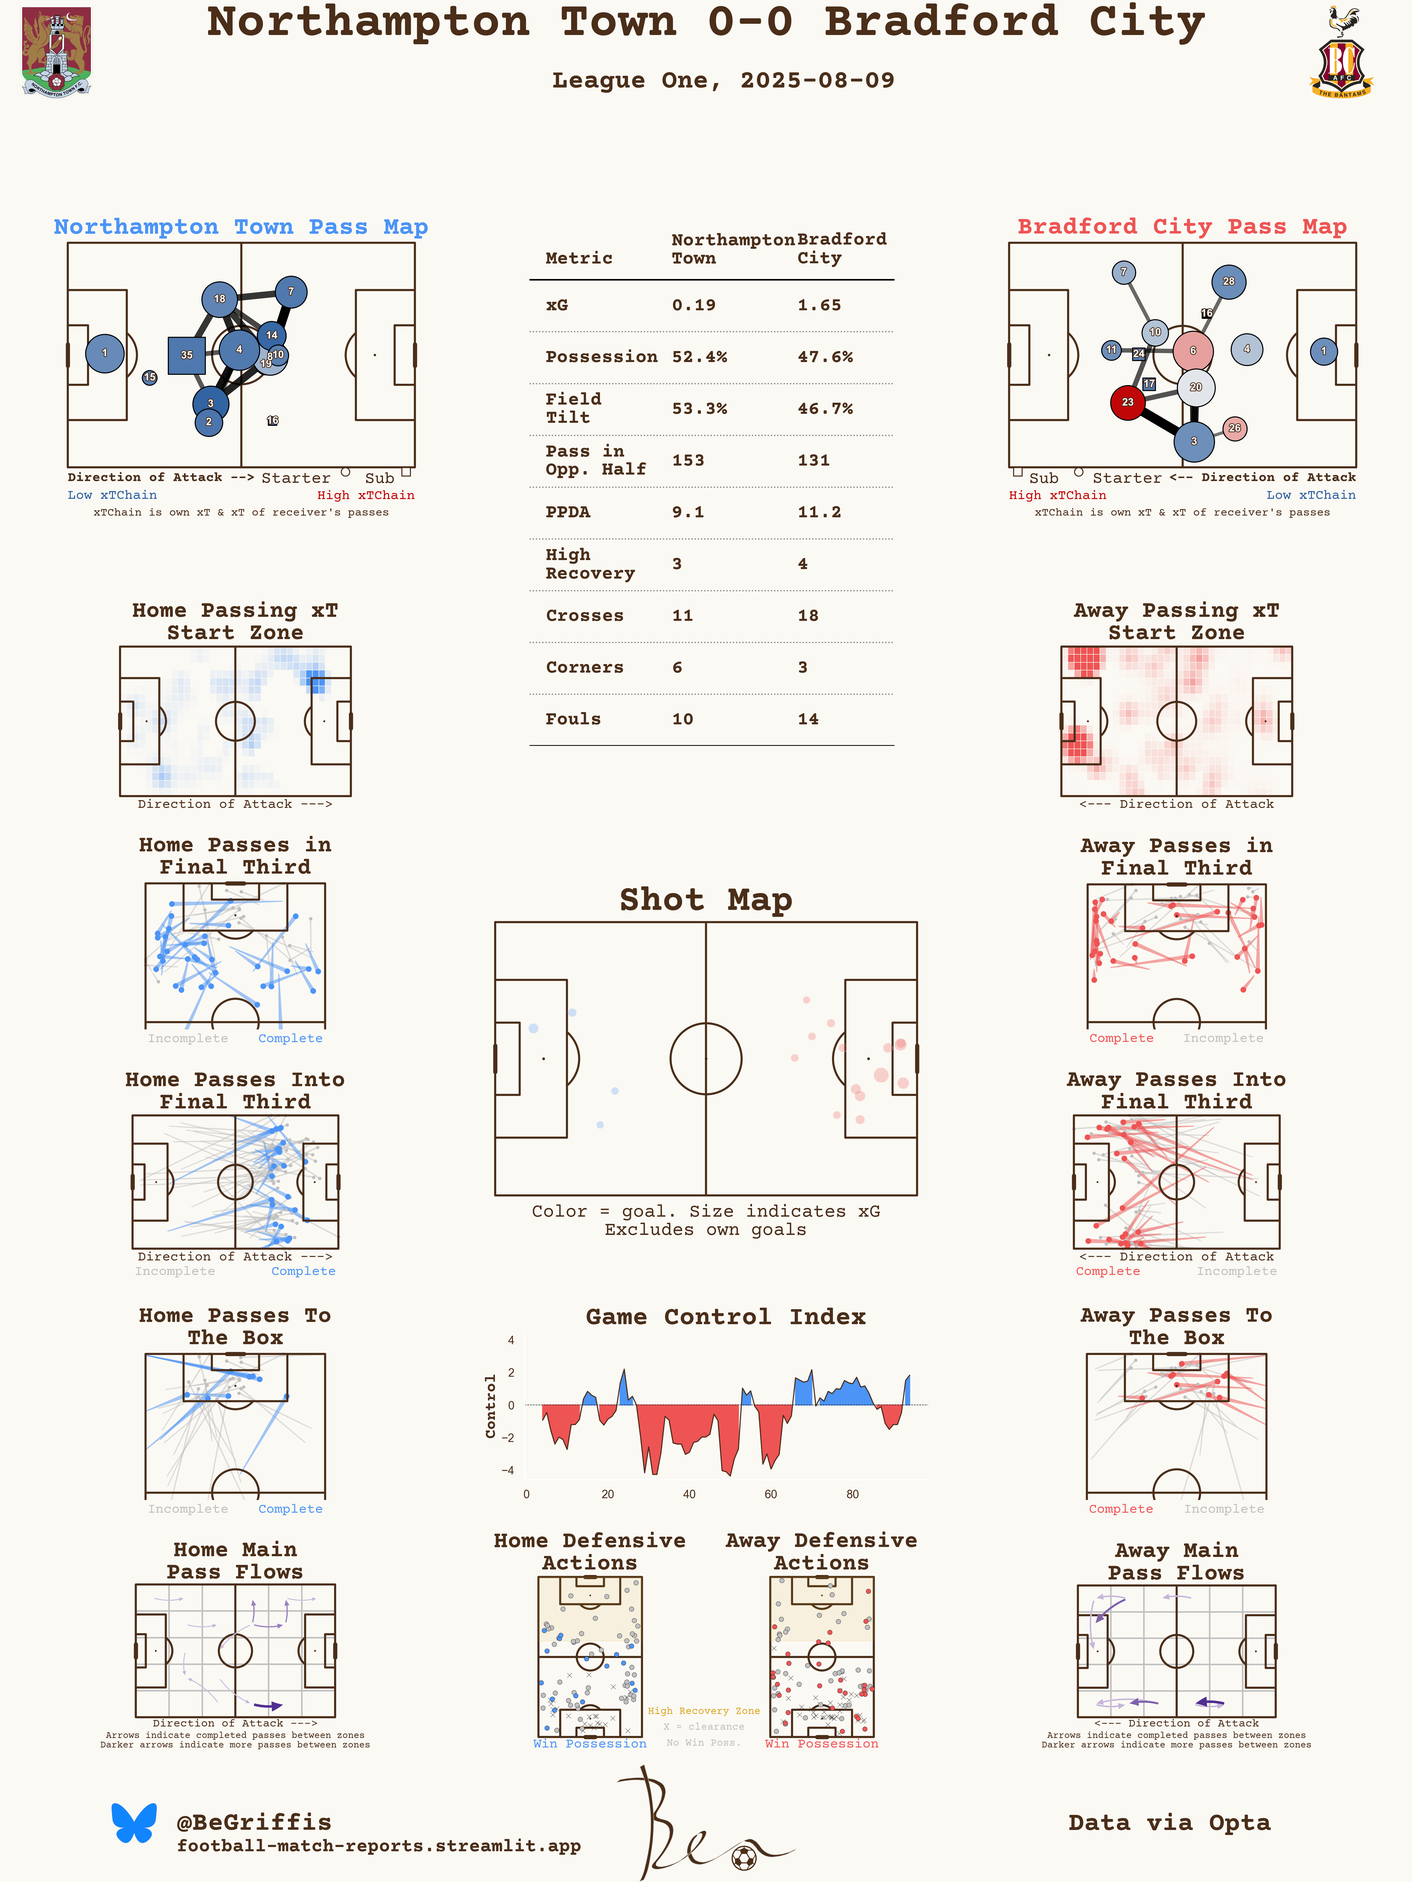 Northampton Town 0-0 Bradford City
League One, 2025-08-09
NORTHAMPTON TOWN F.C.
BC
AFC
THE BANTAMS
Northampton Town Pass Map
1
15
35
18
7
4
14
8
10
19
3
2
16
Direction of Attack --> Starter Sub
Low xTChain High xTChain
xTChain is own xT & xT of receiver's passes
Metric Northampton Town Bradford City
xG 0.19 1.65
Possession 52.4% 47.6%
Field Tilt 53.3% 46.7%
Pass in Opp. Half 153 131
PPDA 9.1 11.2
High Recovery 3 4
Crosses 11 18
Corners 6 3
Fouls 10 14
Bradford City Pass Map
7
28
16
10
11
24
6
4
1
17
20
23
3
26
Sub Starter <-- Direction of Attack
High xTChain Low xTChain
xTChain is own xT & xT of receiver's passes
Home Passing xT
Start Zone
Direction of Attack --->
Away Passing xT
Start Zone
<--- Direction of Attack
Home Passes in
Final Third
Incomplete Complete
Away Passes in
Final Third
Complete Incomplete
Shot Map
Color = goal. Size indicates xG
Excludes own goals
Home Passes Into
Final Third
Direction of Attack --->
Incomplete Complete
Away Passes Into
Final Third
<--- Direction of Attack
Complete Incomplete
Home Passes To
The Box
Incomplete Complete
Game Control Index
Control
4
2
0
−2
−4
0 20 40 60 80
Away Passes To
The Box
Complete Incomplete
Home Main
Pass Flows
Direction of Attack --->
Arrows indicate completed passes between zones
Darker arrows indicate more passes between zones
Home Defensive
Actions
Win Possession
High Recovery Zone
X = clearance
No Win Poss.
Away Defensive
Actions
Win Possession
Away Main
Pass Flows
<--- Direction of Attack
Arrows indicate completed passes between zones
Darker arrows indicate more passes between zones
@BeGriffis
football-match-reports.streamlit.app
Ben
Data via Opta